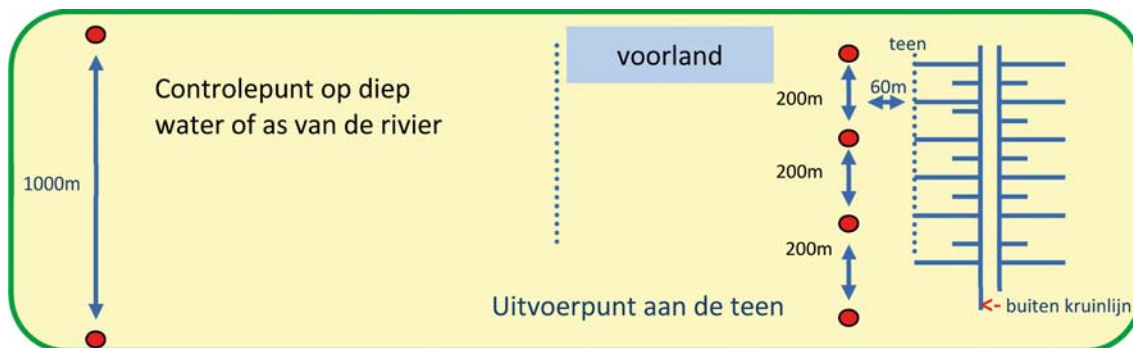 voorland
teen
60m
200m
Controlepunt op diep
water of as van de rivier
200m
1000m
200m
Uitvoerpunt aan de teen
<- buiten kruinlijn